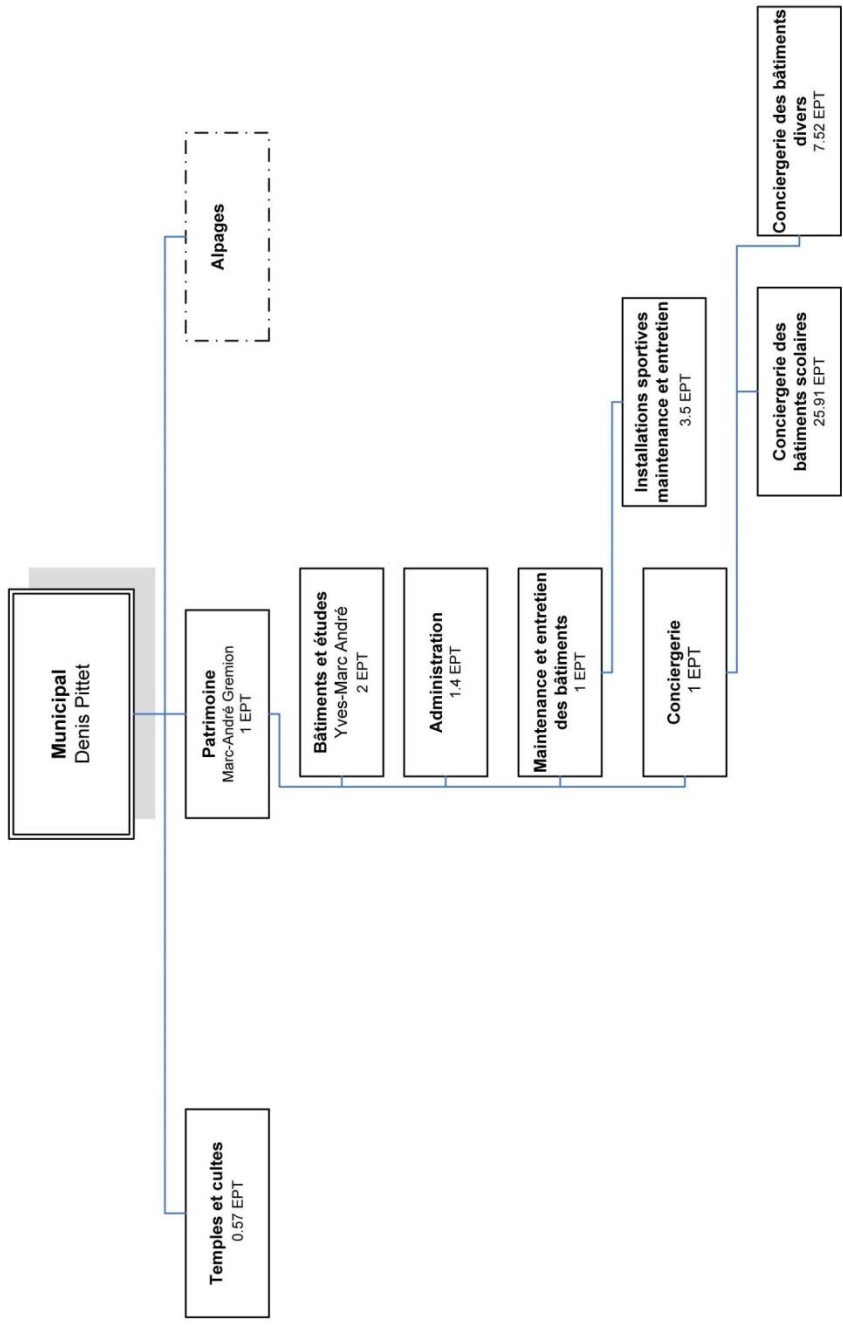 Municipal
Denis Pittet
Temples et cultes
0.57 EPT
Patrimoine
Marc-André Gremion
1 EPT
Alpages
Bâtiments et études
Yves-Marc André
2 EPT
Administration
1.4 EPT
Maintenance et entretien
des bâtiments
1 EPT
Installations sportives
maintenance et entretien
3.5 EPT
Conciergerie
1 EPT
Conciergerie des
bâtiments scolaires
25.91 EPT
Conciergerie des bâtiments
divers
7.52 EPT